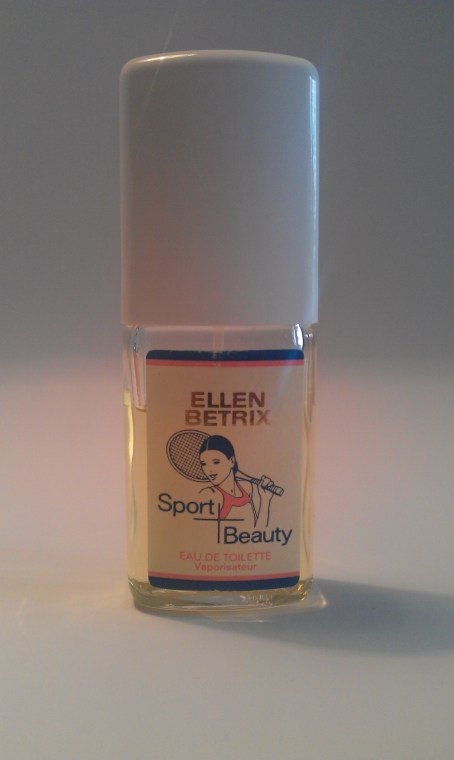 ELLEN
BETRIX
Sport
Beauty
EAU DE TOILETTE
Vaporisateur